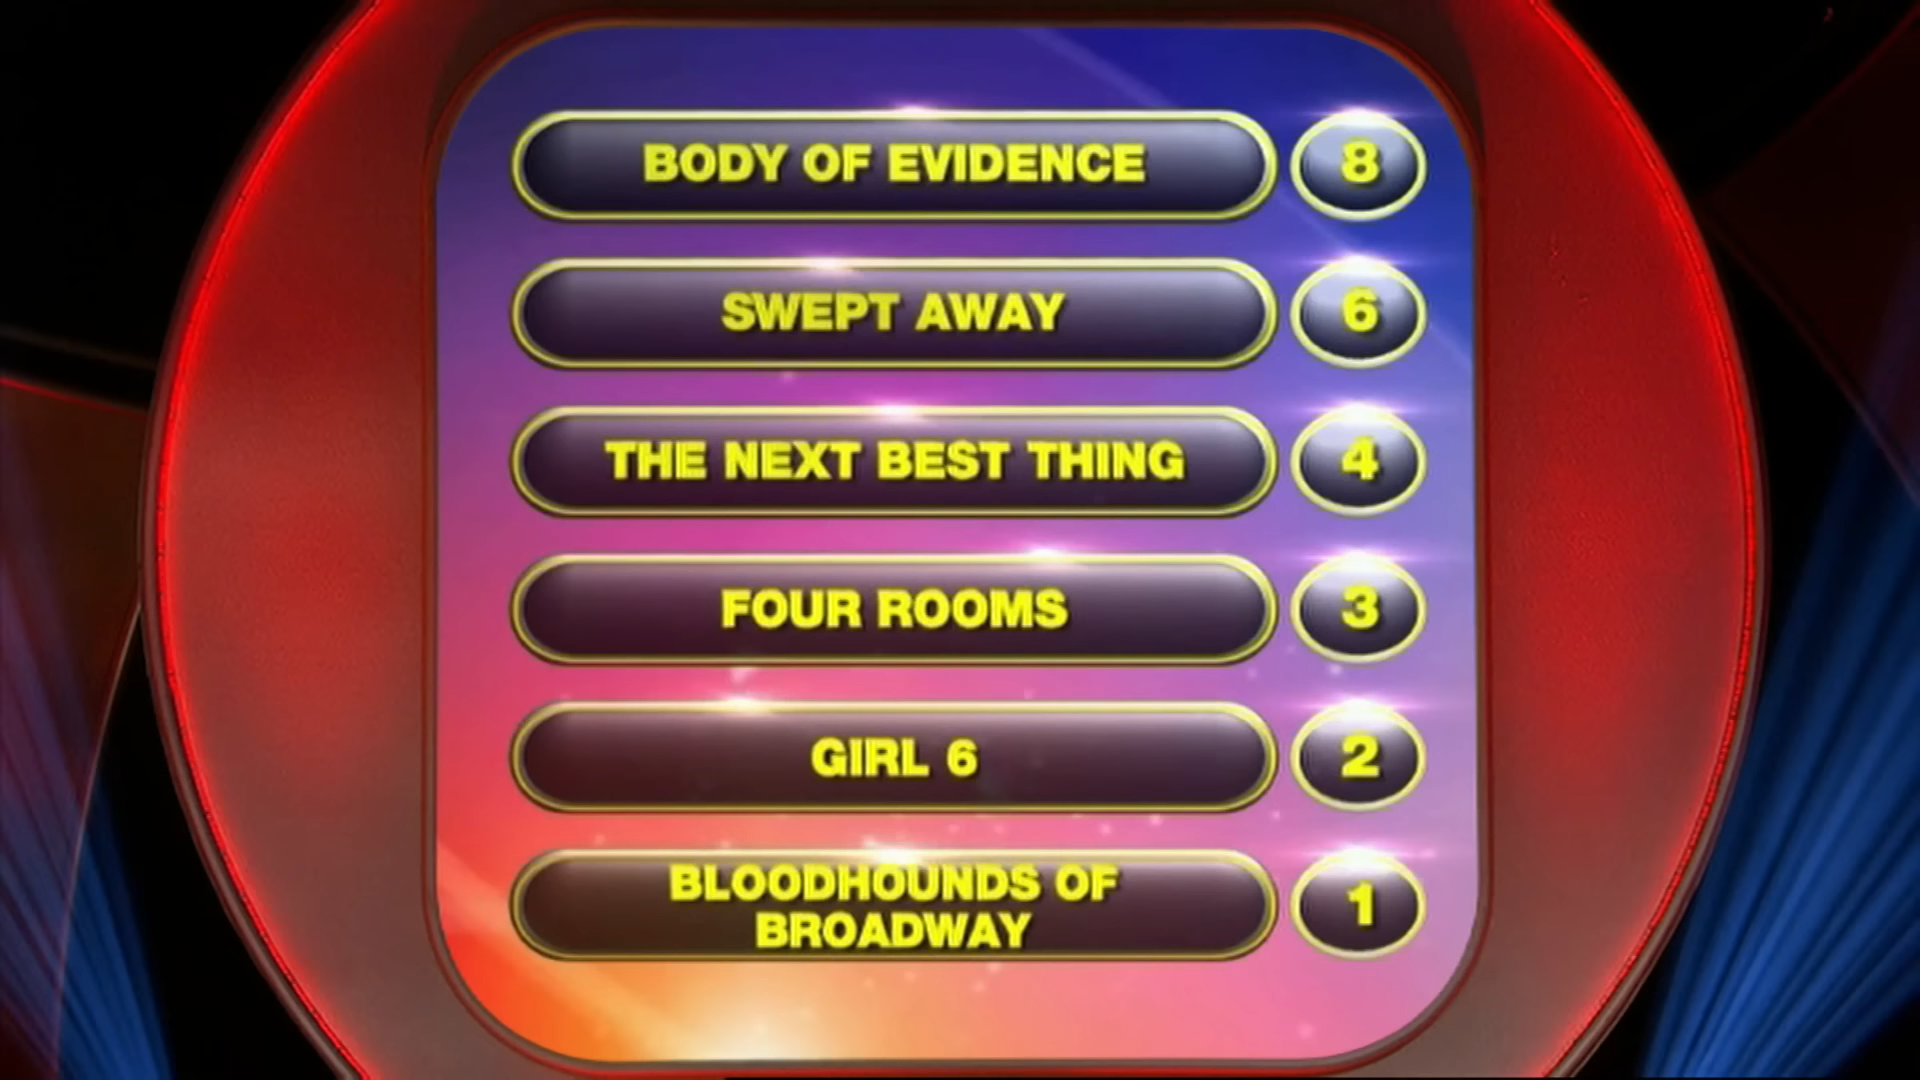 BODY OF EVIDENCE 8
SWEPT AWAY 6
THE NEXT BEST THING 4
FOUR ROOMS 3
GIRL 6 2
BLOODHOUNDS OF
BROADWAY 1